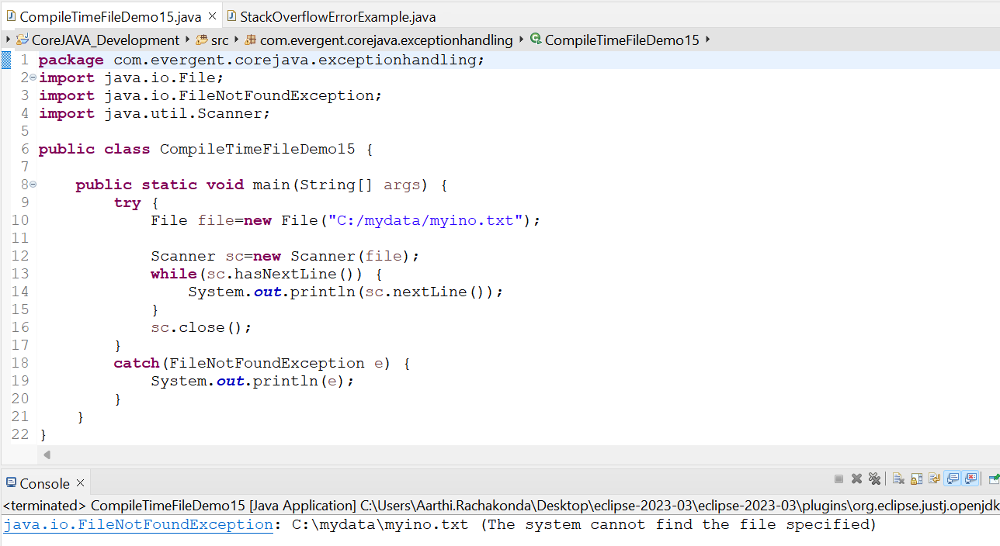 CompileTimeFileDemo15.java StackOverflowErrorExample.java
CoreJAVA_Development src com.evergent.corejava.exceptionhandling CompileTimeFileDemo15
1 package com.evergent.corejava.exceptionhandling;
2 import java.io.File;
3 import java.io.FileNotFoundException;
4 import java.util.Scanner;
5
6 public class CompileTimeFileDemo15 {
7
8     public static void main(String[] args) {
9         try {
10             File file=new File("C:/mydata/myino.txt");
11
12             Scanner sc=new Scanner(file);
13             while(sc.hasNextLine()) {
14                 System.out.println(sc.nextLine());
15             }
16             sc.close();
17         }
18         catch(FileNotFoundException e) {
19             System.out.println(e);
20         }
21     }
22 }
Console
<terminated> CompileTimeFileDemo15 [Java Application] C:\Users\Aarthi.Rachakonda\Desktop\eclipse-2023-03\eclipse-2023-03\plugins\org.eclipse.justj.openjdk
java.io.FileNotFoundException: C:\mydata\myino.txt (The system cannot find the file specified)